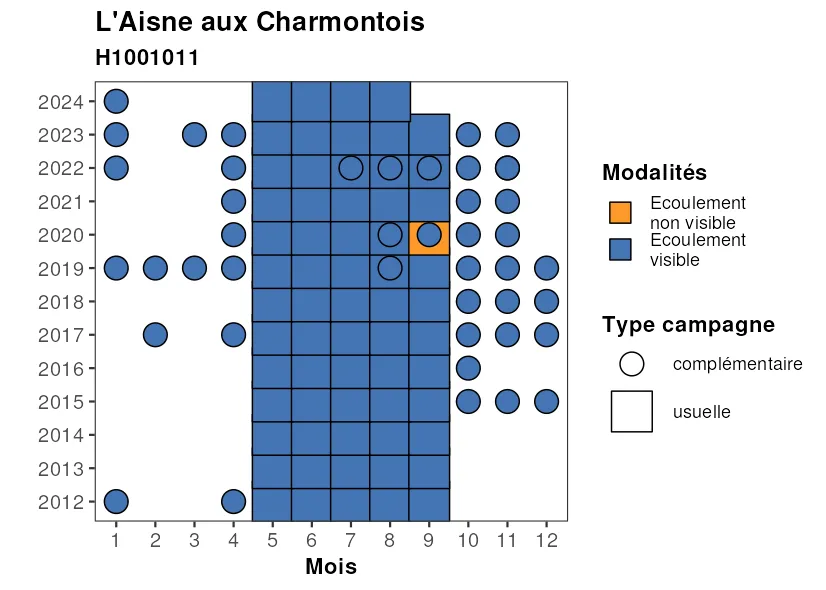 L'Aisne aux Charmontois
H1001011
2024
2023
2022
2021
2020
2019
2018
2017
2016
2015
2014
2013
2012
1 2 3 4 5 6 7 8 9 10 11 12
Mois
Modalités
Ecoulement
non visible
Ecoulement
visible
Type campagne
complémentaire
usuelle